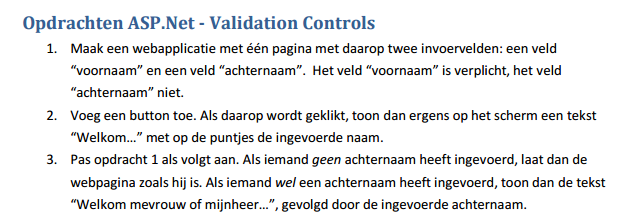 Opdrachten ASP.Net - Validation Controls
1. Maak een webapplicatie met één pagina met daarop twee invoervelden: een veld
“voornaam” en een veld “achternaam”.  Het veld “voornaam” is verplicht, het veld
“achternaam” niet.
2. Voeg een button toe. Als daarop wordt geklikt, toon dan ergens op het scherm een tekst
“Welkom…” met op de puntjes de ingevoerde naam.
3. Pas opdracht 1 als volgt aan. Als iemand geen achternaam heeft ingevoerd, laat dan de
webpagina zoals hij is. Als iemand wel een achternaam heeft ingevoerd, toon dan de tekst
“Welkom mevrouw of mijnheer…”, gevolgd door de ingevoerde achternaam.